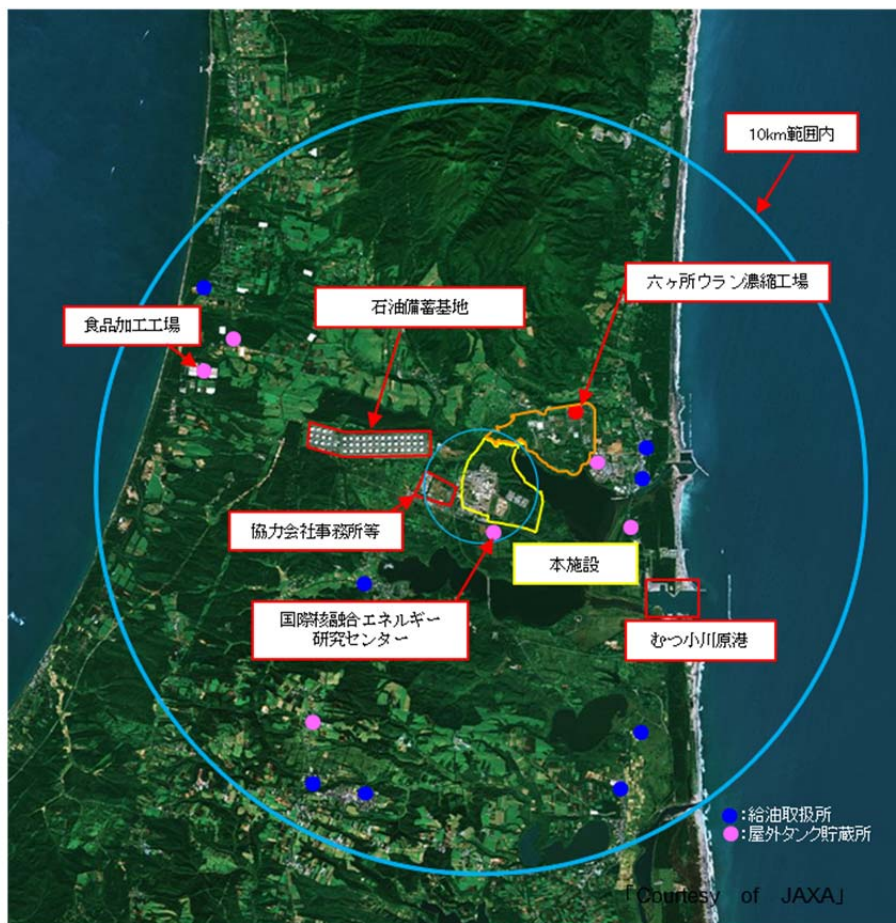 10km範囲内
六ヶ所ウラン濃縮工場
石油備蓄基地
食品加工工場
協力会社事務所等
本施設
国際核融合エネルギー
研究センター
むつ小川原港
●：給油取扱所
●：屋外タンク貯蔵所
「Courtesy of JAXA」